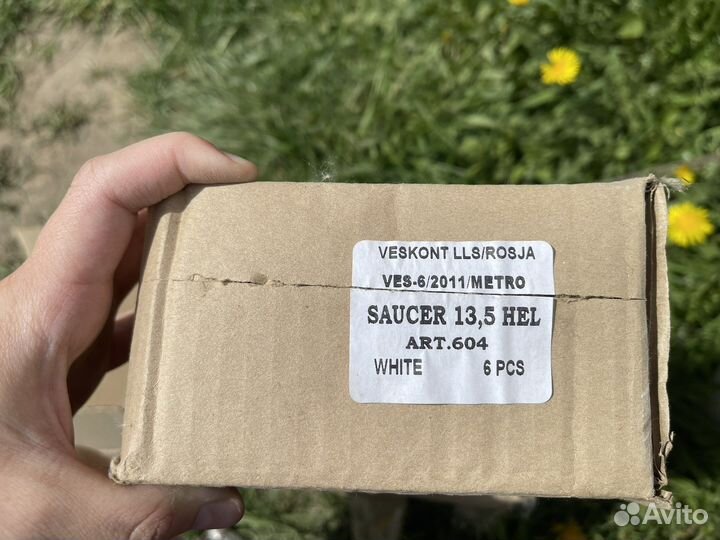 VESKONT LLS/ROSJA
VES-6/2011/METRO
SAUCER 13,5 HEL
ART.604
WHITE 6 PCS
Avito